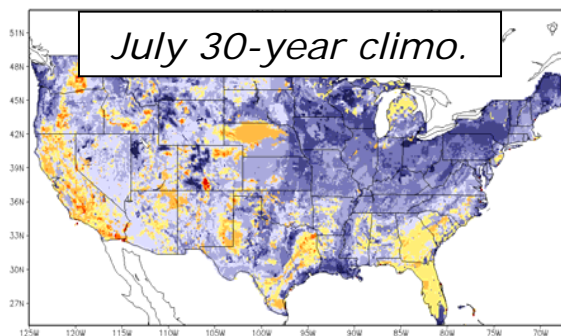 July 30-year climo.
51N
48N
45N
42N
39N
36N
33N
30N
27N
125W 120W 115W 110W 105W 100W 95W 90W 85W 80W 75W 70W